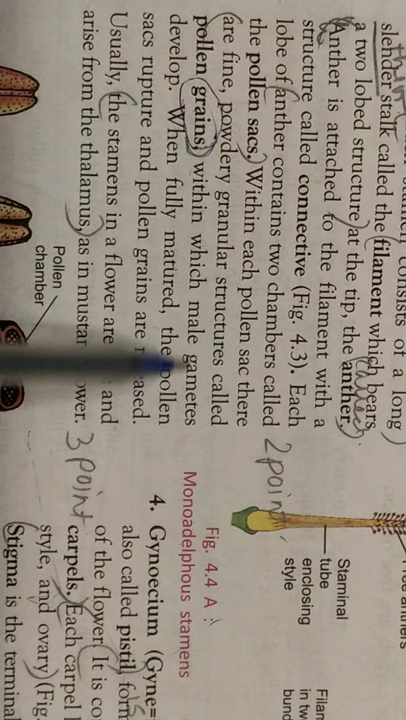 consists of a long
slender stalk called the filament which bears
a two lobed structure at the tip, the anther.
Anther is attached to the filament with a
structure called connective (Fig. 4.3). Each
lobe of anther contains two chambers called
the pollen sacs. Within each pollen sac there
are fine, powdery granular structures called
pollen grains, within which male gametes
develop. When fully matured, the pollen
sacs rupture and pollen grains are
Usually, the stamens in a flower are and
arise from the thalamus, as in
Pollen
chamber
2 point
3 point
Staminal
tube
enclosing
style
Fig. 4.4 A :
Monoadelphous stamens
4. Gynoecium (Gyne=
also called pistil,
of the flower. It is
carpels. Each carpel
style, and ovary (Fig.
Stigma is the